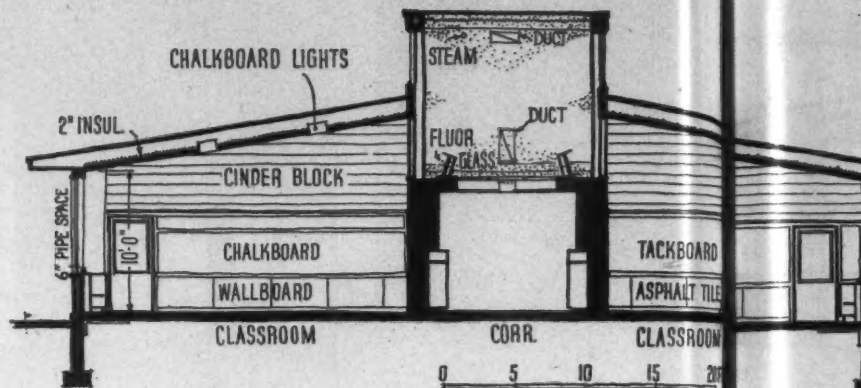 DUCT
STEAM
CHALKBOARD LIGHTS
DUCT
2" INSUL.
FLUOR.
GLASS
CINDER BLOCK
6" PIPE SPACE
10'-0"
CHALKBOARD
TACKBOARD
WALLBOARD
ASPHALT TILE
CLASSROOM
CORR.
CLASSROOM
0 5 10 15